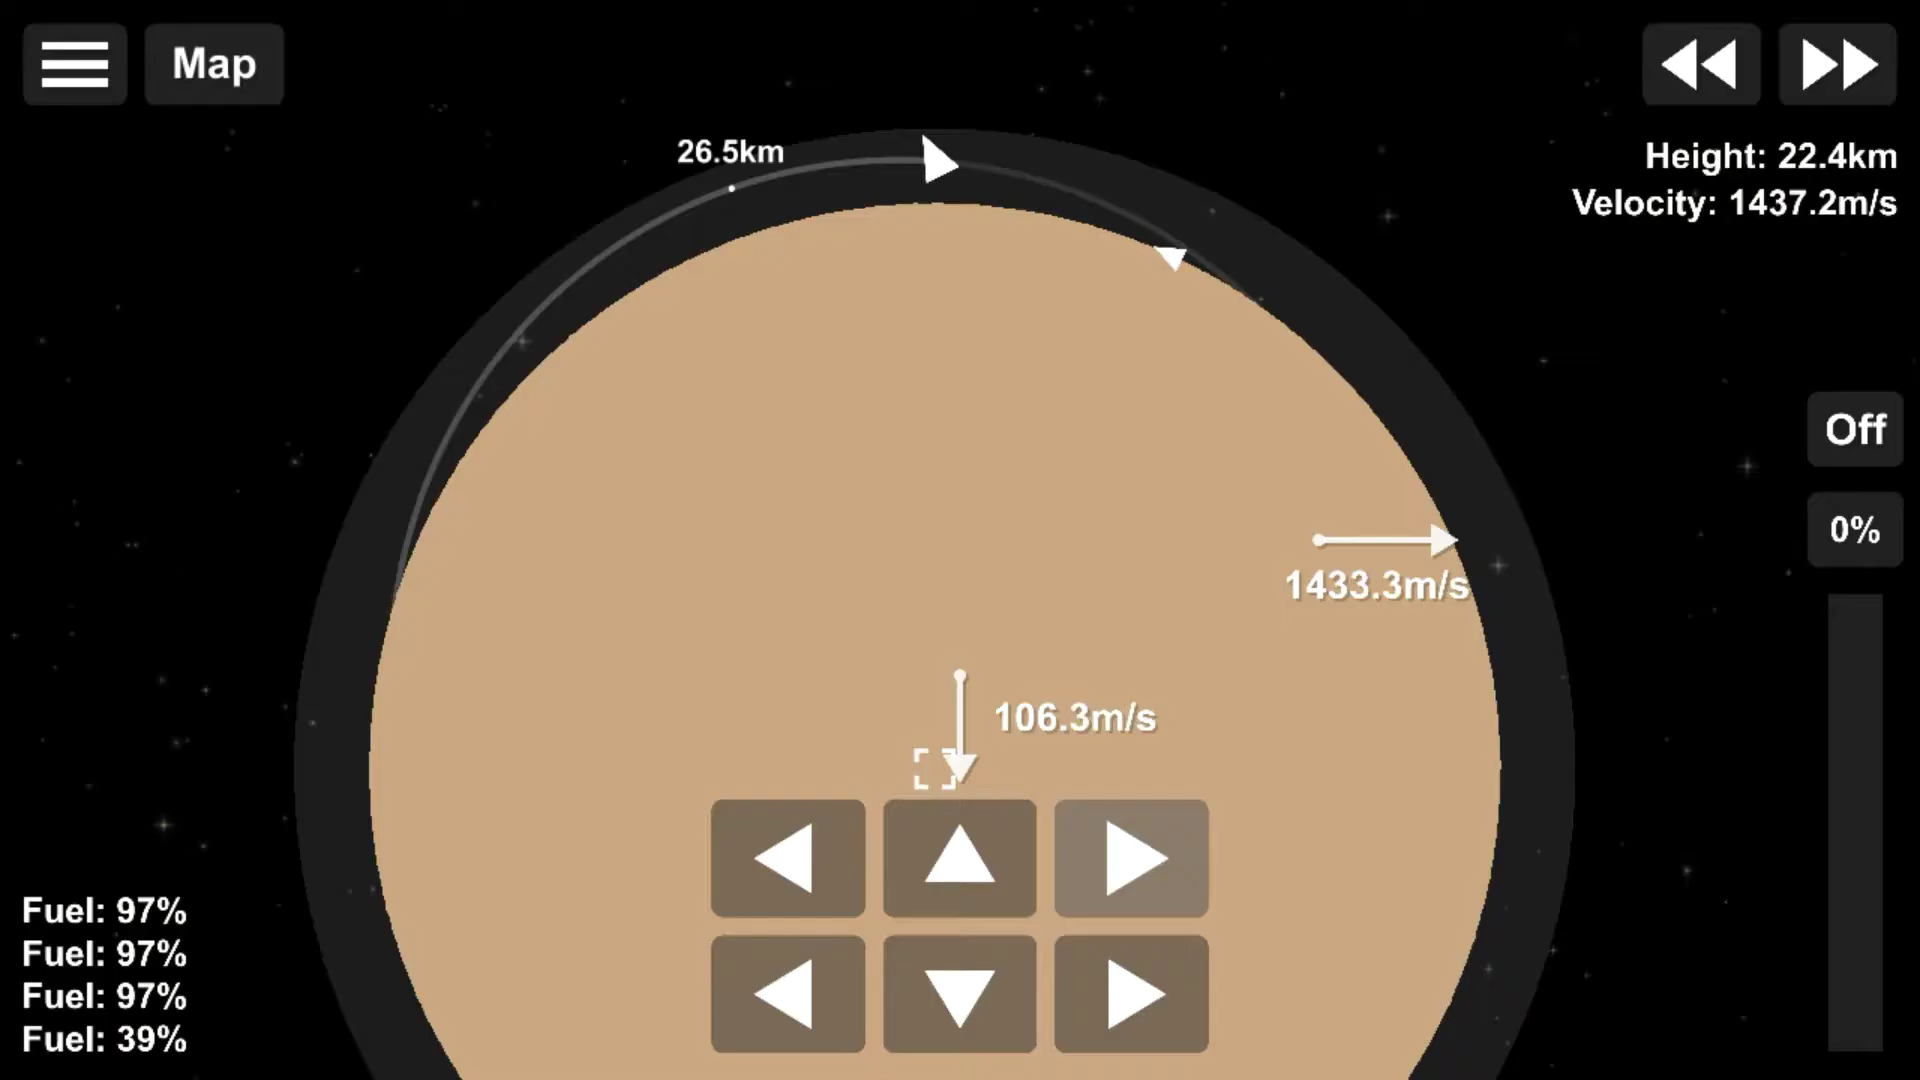 Map
26.5km
Height: 22.4km
Velocity: 1437.2m/s
Off
0%
1433.3m/s
106.3m/s
Fuel: 97%
Fuel: 97%
Fuel: 97%
Fuel: 39%